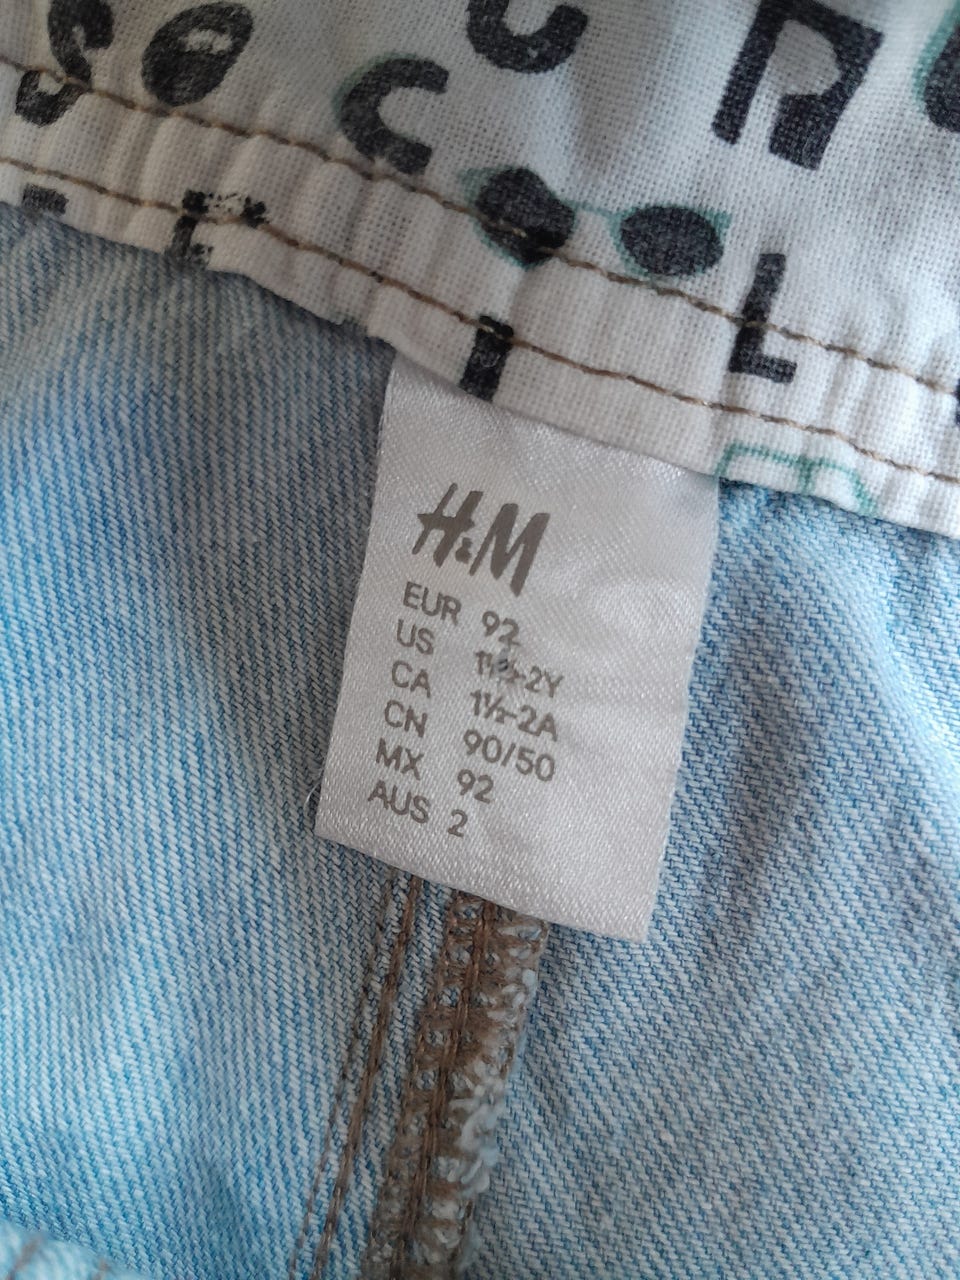 H&M
EUR 92
US 1½-2Y
CA 1½-2A
CN 90/50
MX 92
AUS 2